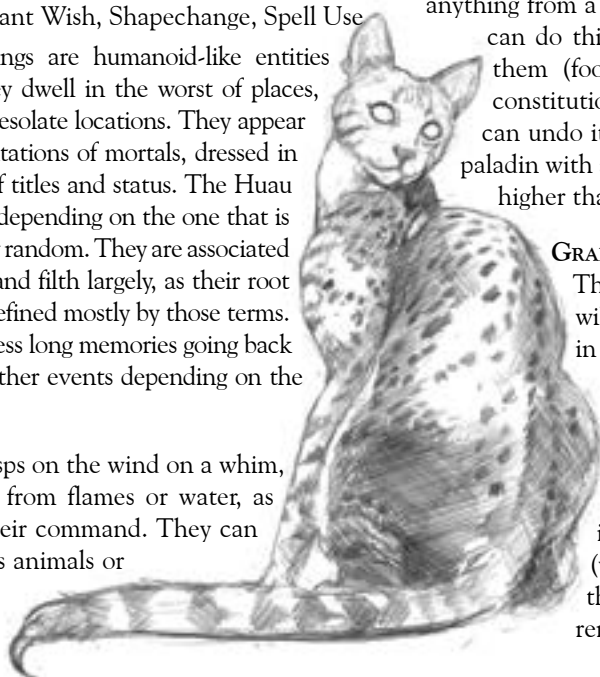 ant Wish, Shapechange, Spell Use
ngs are humanoid-like entities
ey dwell in the worst of places,
esolate locations. They appear
tations of mortals, dressed in
f titles and status. The Huau
depending on the one that is
random. They are associated
and filth largely, as their root
efined mostly by those terms.
ess long memories going back
ther events depending on the
sps on the wind on a whim,
from flames or water, as
eir command. They can
s animals or
anything from a
can do thi
them (foo
constitutio
can undo i
paladin with
higher tha
GRA
Th
wi
in
i
(
th
rer